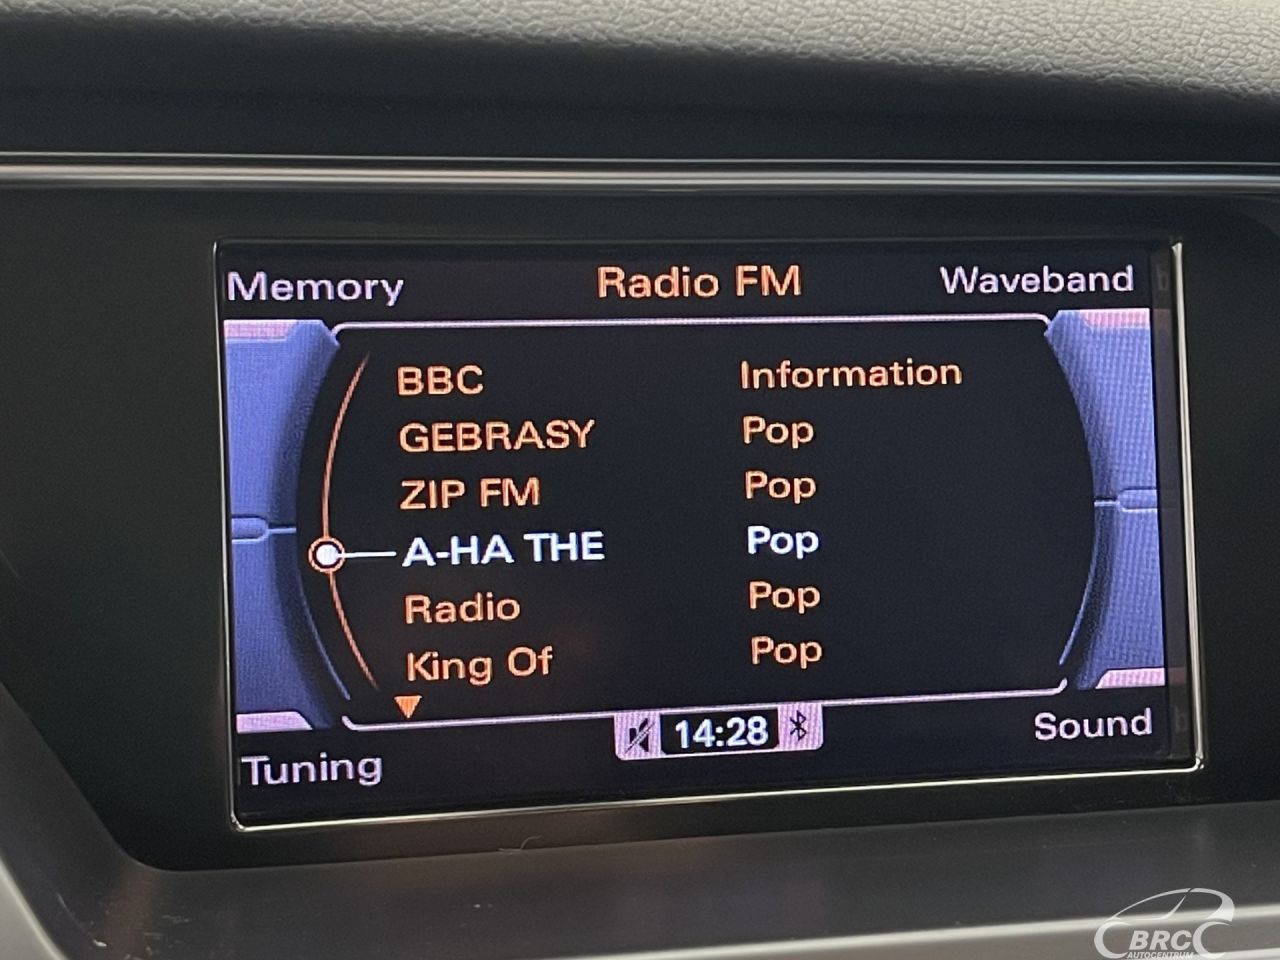 Memory Radio FM Waveband
BBC Information
GEBRASY Pop
ZIP FM Pop
A-HA THE Pop
Radio Pop
King Of Pop
14:28
Tuning Sound
BRC
AUTOCENTRUM